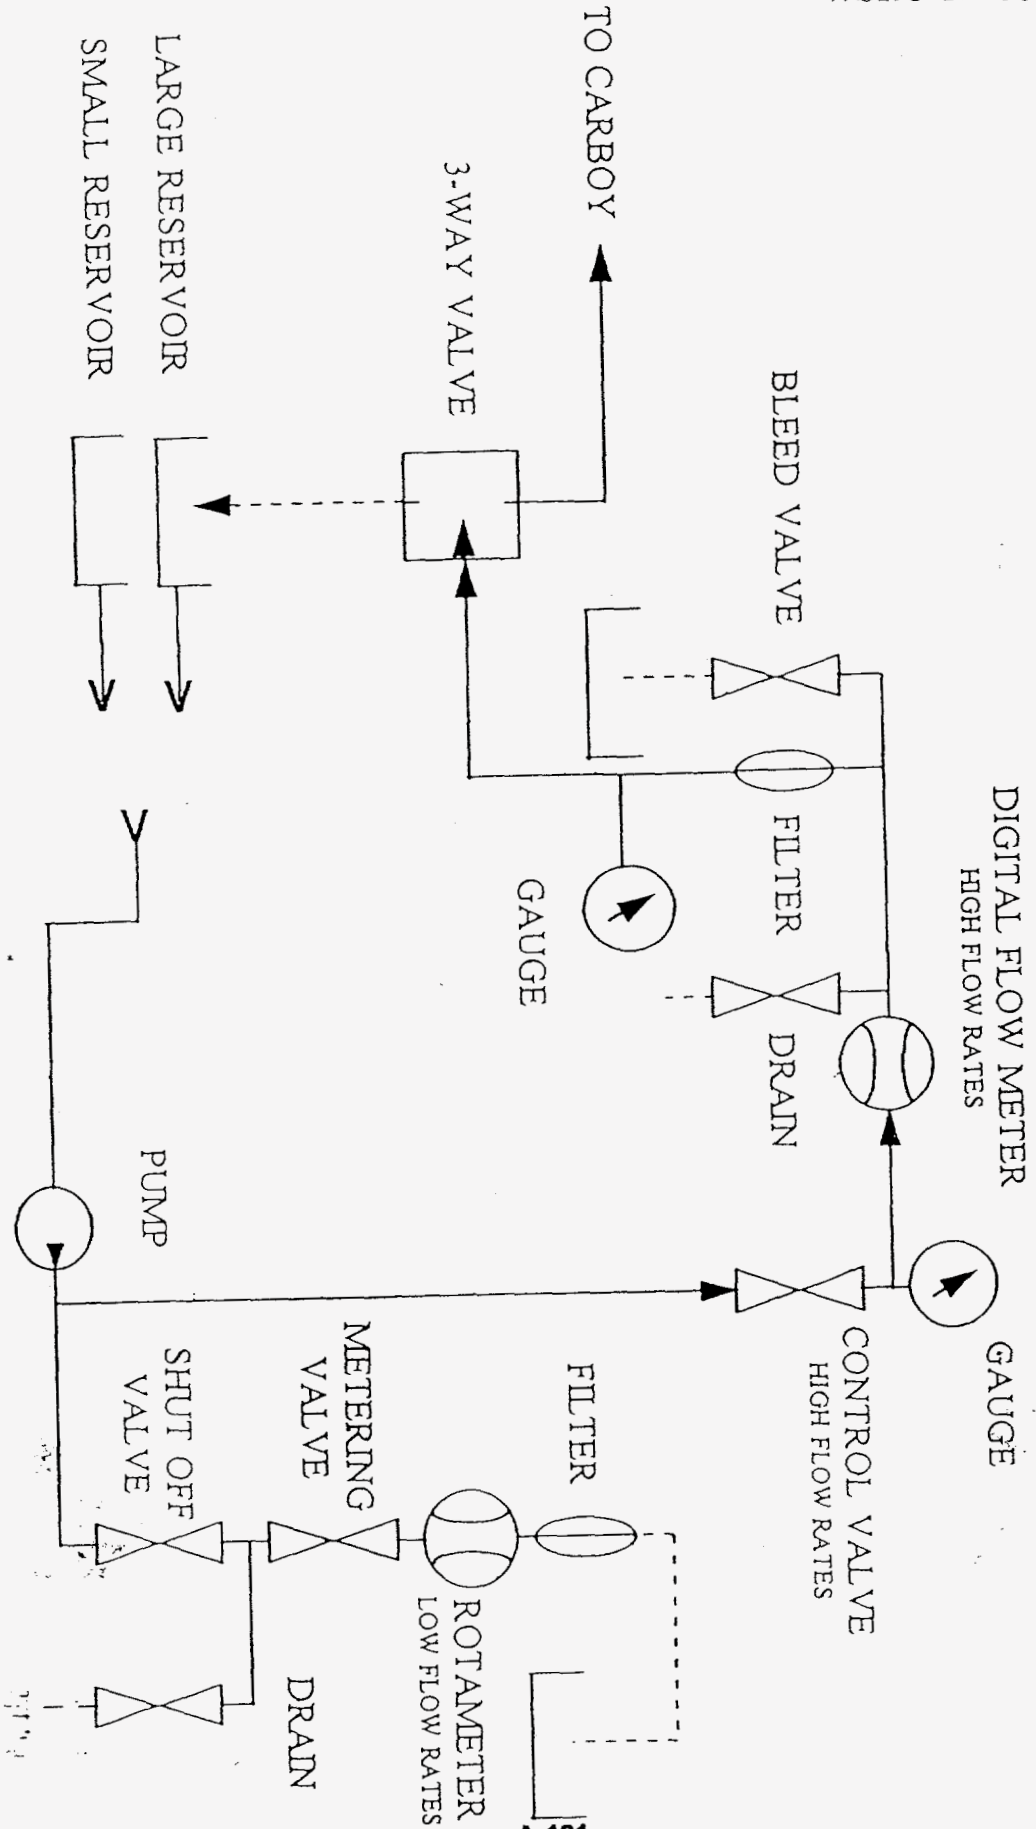 TO CARBOY
LARGE RESERVOIR
SMALL RESERVOIR
3-WAY VALVE
BLEED VALVE
DIGITAL FLOW METER
HIGH FLOW RATES
FILTER
GAUGE
DRAIN
PUMP
GAUGE
CONTROL VALVE
HIGH FLOW RATES
FILTER
METERING
VALVE
SHUT OFF
VALVE
ROTAMETER
LOW FLOW RATES
DRAIN